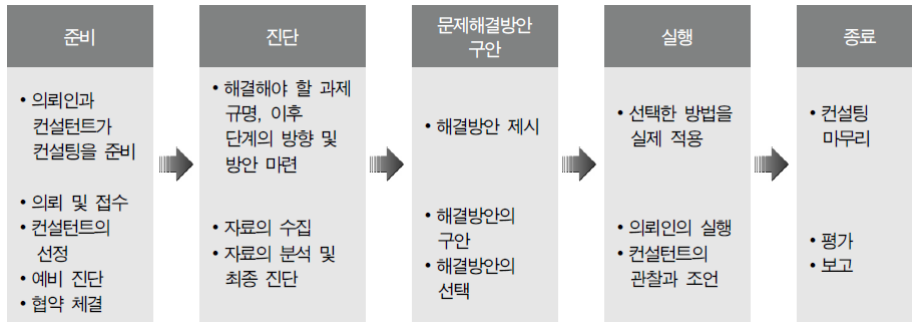 준비
• 의뢰인과
컨설턴트가
컨설팅을 준비
• 의뢰 및 접수
• 컨설턴트의
선정
• 예비 진단
• 협약 체결
진단
• 해결해야 할 과제
규명, 이후
단계의 방향 및
방안 마련
• 자료의 수집
• 자료의 분석 및
최종 진단
문제해결방안
구안
• 해결방안 제시
• 해결방안의
구안
• 해결방안의
선택
실행
• 선택한 방법을
실제 적용
• 의뢰인의 실행
• 컨설턴트의
관찰과 조언
종료
• 컨설팅
마무리
• 평가
• 보고